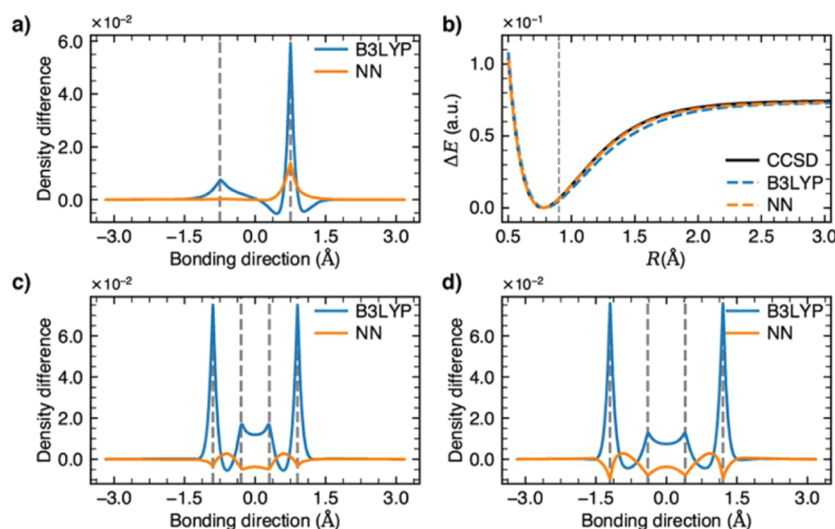 a)
×10⁻²
6.0
4.0
2.0
0.0
Density difference
B3LYP
NN
−3.0 −1.5 0.0 1.5 3.0
Bonding direction (Å)
b)
×10⁻¹
1.0
0.5
0.0
ΔE (a.u.)
CCSD
B3LYP
NN
0.5 1.0 1.5 2.0 2.5 3.0
R(Å)
c)
×10⁻²
6.0
4.0
2.0
0.0
Density difference
B3LYP
NN
−3.0 −1.5 0.0 1.5 3.0
Bonding direction (Å)
d)
×10⁻²
6.0
4.0
2.0
0.0
Density difference
B3LYP
NN
−3.0 −1.5 0.0 1.5 3.0
Bonding direction (Å)